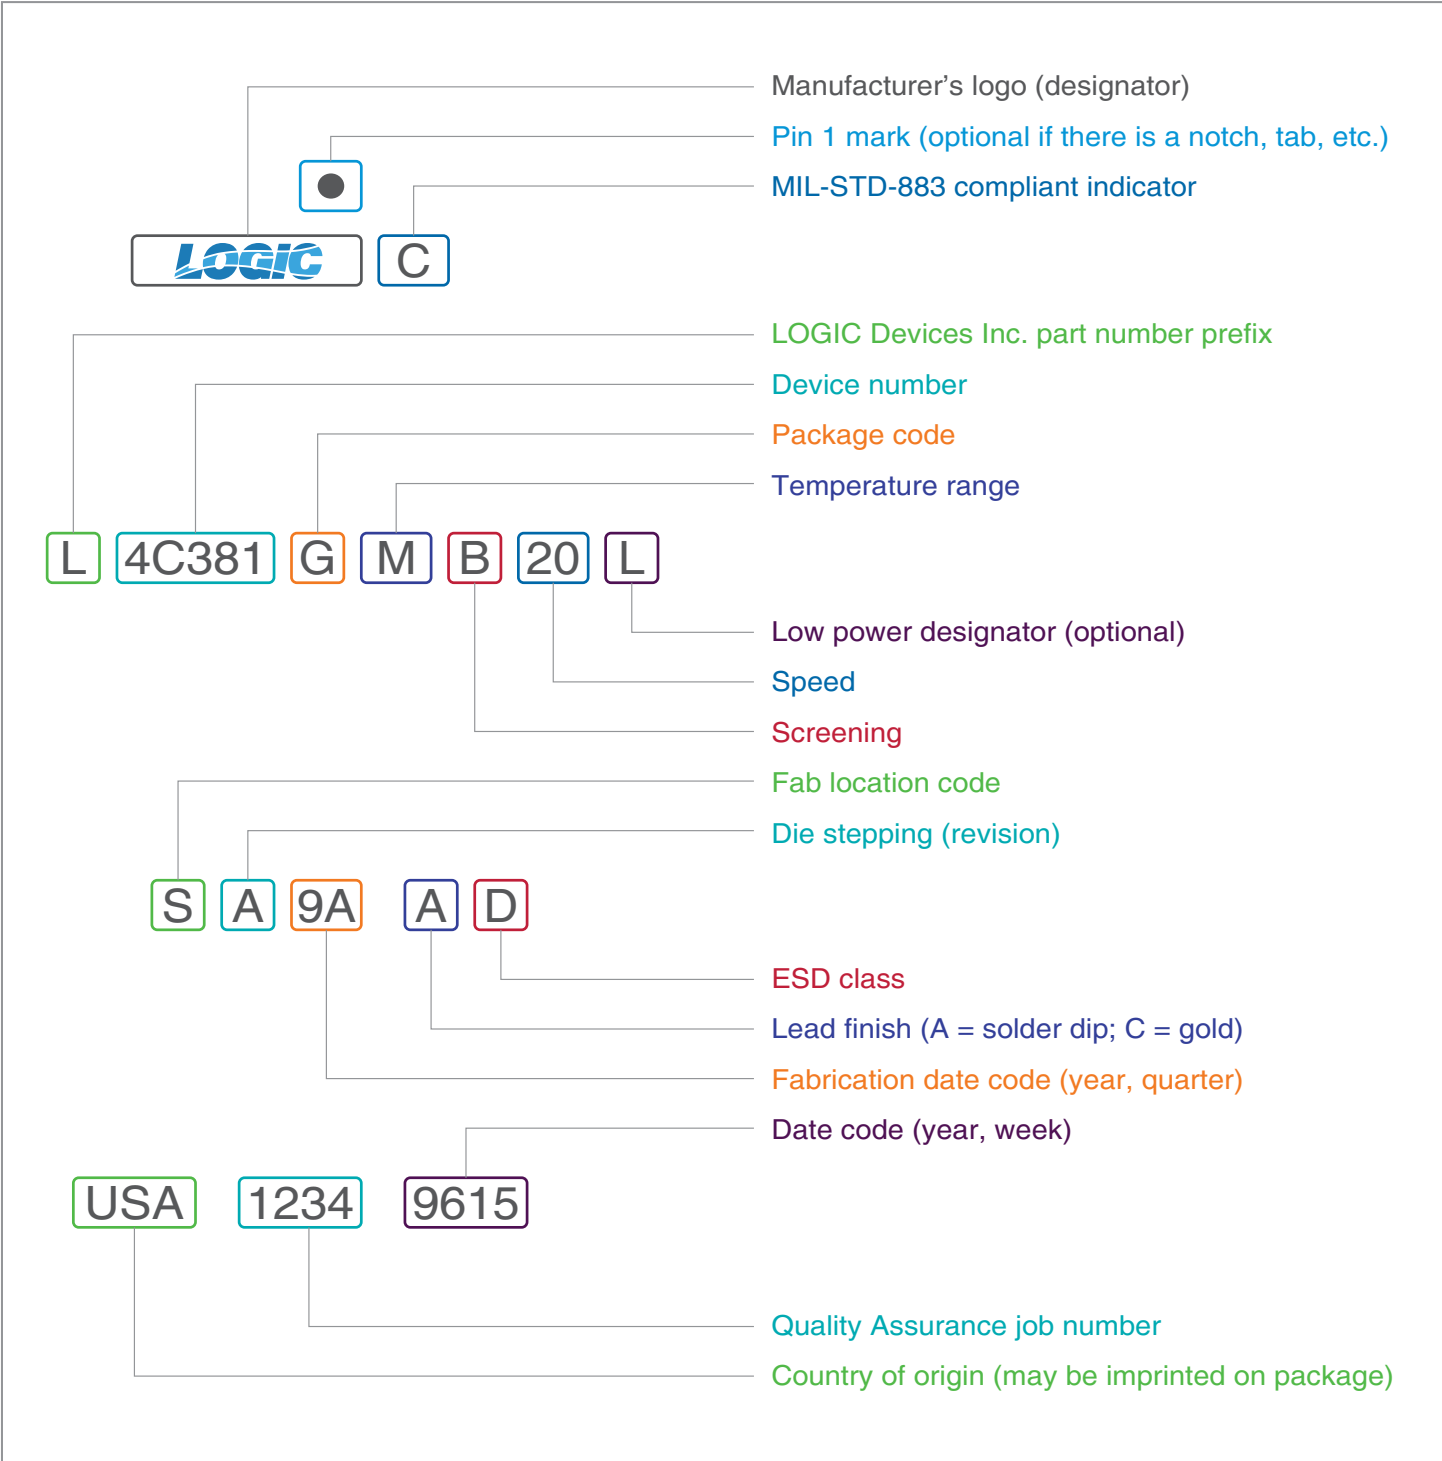 Manufacturer’s logo (designator)
Pin 1 mark (optional if there is a notch, tab, etc.)
MIL-STD-883 compliant indicator
LOGIC C
LOGIC Devices Inc. part number prefix
Device number
Package code
Temperature range
L 4C381 G M B 20 L
Low power designator (optional)
Speed
Screening
Fab location code
Die stepping (revision)
S A 9A A D
ESD class
Lead finish (A = solder dip; C = gold)
Fabrication date code (year, quarter)
Date code (year, week)
USA 1234 9615
Quality Assurance job number
Country of origin (may be imprinted on package)